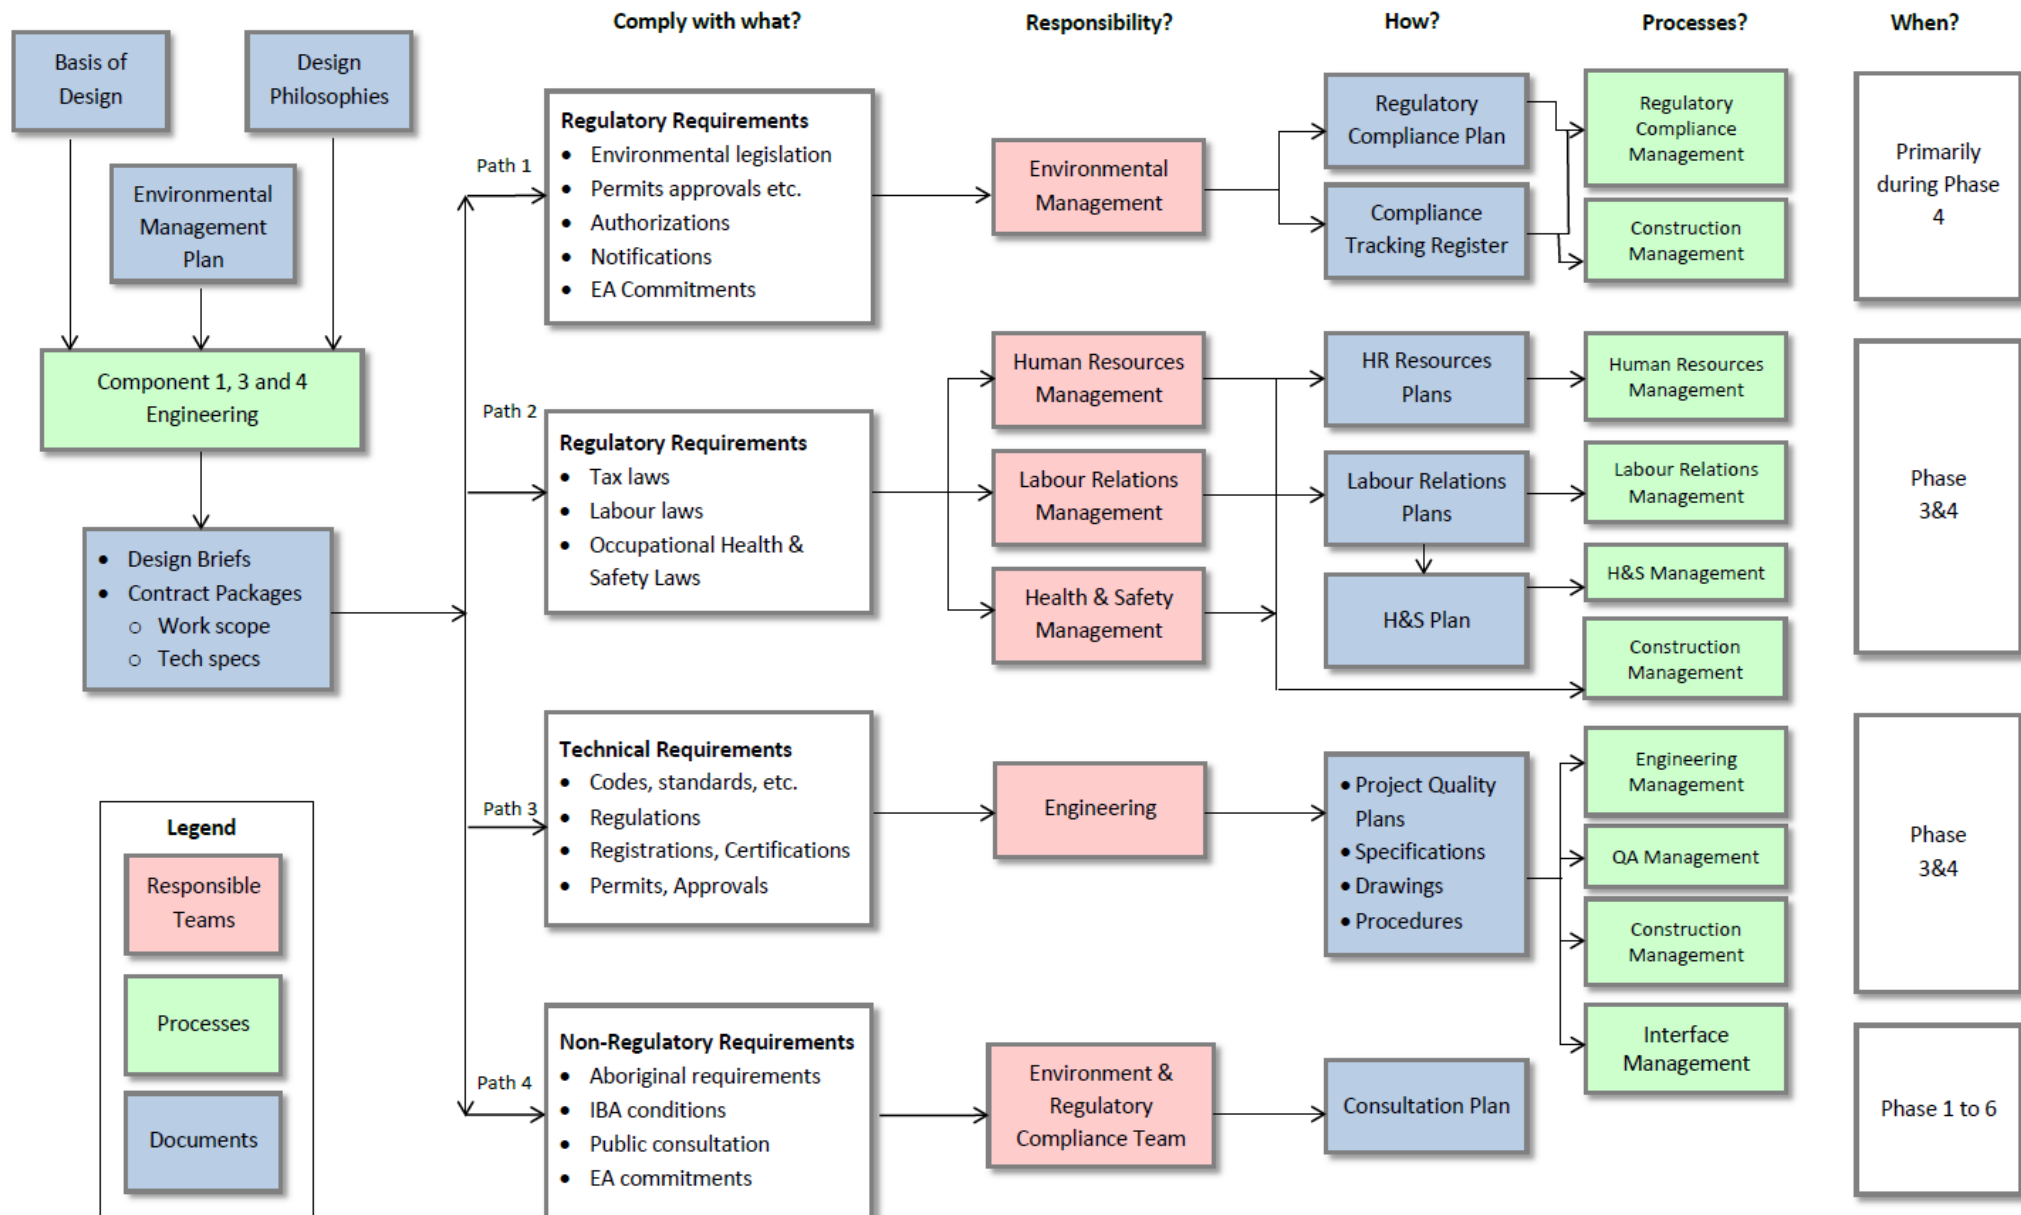 Comply with what?
Responsibility?
How?
Processes?
When?
Basis of
Design
Design
Philosophies
Environmental
Management
Plan
Component 1, 3 and 4
Engineering
• Design Briefs
• Contract Packages
o Work scope
o Tech specs
Legend
Responsible
Teams
Processes
Documents
Path 1
Regulatory Requirements
• Environmental legislation
• Permits approvals etc.
• Authorizations
• Notifications
• EA Commitments
Environmental
Management
Regulatory
Compliance Plan
Compliance
Tracking Register
Regulatory
Compliance
Management
Construction
Management
Primarily
during Phase
4
Path 2
Regulatory Requirements
• Tax laws
• Labour laws
• Occupational Health &
Safety Laws
Human Resources
Management
Labour Relations
Management
Health & Safety
Management
HR Resources
Plans
Labour Relations
Plans
H&S Plan
Human Resources
Management
Labour Relations
Management
H&S Management
Construction
Management
Phase
3&4
Path 3
Technical Requirements
• Codes, standards, etc.
• Regulations
• Registrations, Certifications
• Permits, Approvals
Engineering
• Project Quality
Plans
• Specifications
• Drawings
• Procedures
Engineering
Management
QA Management
Construction
Management
Interface
Management
Phase
3&4
Path 4
Non-Regulatory Requirements
• Aboriginal requirements
• IBA conditions
• Public consultation
• EA commitments
Environment &
Regulatory
Compliance Team
Consultation Plan
Phase 1 to 6